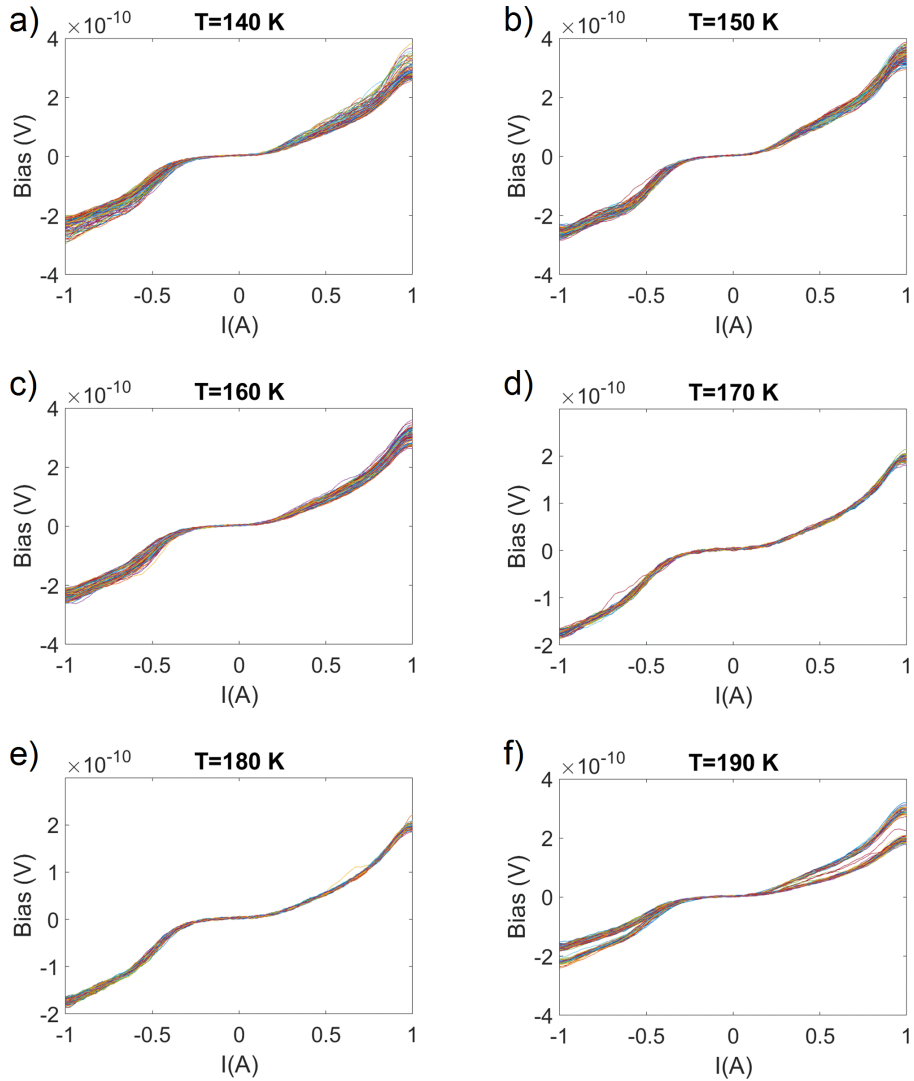 a)
×10-10
T=140 K
4
2
0
-2
-4
Bias (V)
-1 -0.5 0 0.5 1
I(A)
b)
×10-10
T=150 K
4
2
0
-2
-4
Bias (V)
-1 -0.5 0 0.5 1
I(A)
c)
×10-10
T=160 K
4
2
0
-2
-4
Bias (V)
-1 -0.5 0 0.5 1
I(A)
d)
×10-10
T=170 K
2
1
0
-1
-2
Bias (V)
-1 -0.5 0 0.5 1
I(A)
e)
×10-10
T=180 K
2
1
0
-1
-2
Bias (V)
-1 -0.5 0 0.5 1
I(A)
f)
×10-10
T=190 K
4
2
0
-2
-4
Bias (V)
-1 -0.5 0 0.5 1
I(A)